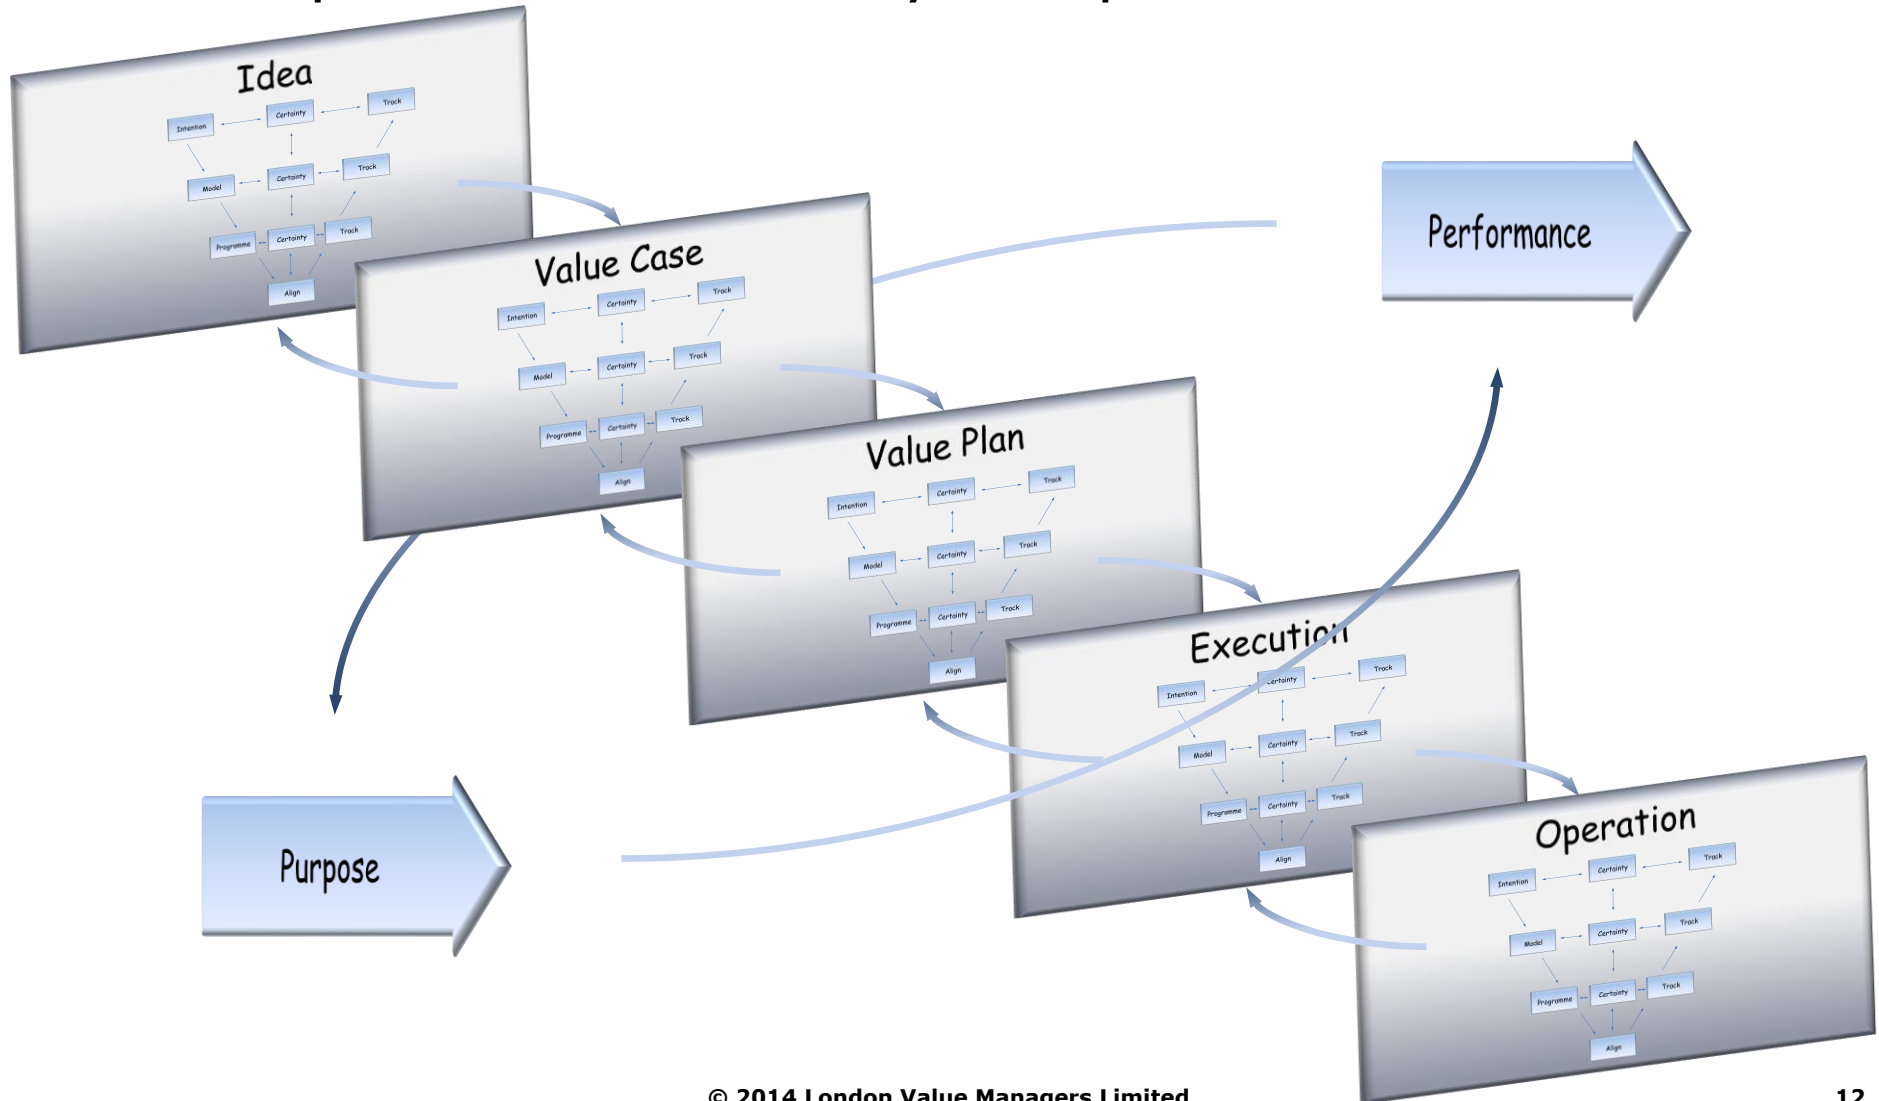 Idea
Intention
Certainty
Track
Model
Certainty
Track
Programme
Certainty
Track
Align
Value Case
Intention
Certainty
Track
Model
Certainty
Track
Programme
Certainty
Track
Align
Performance
Value Plan
Intention
Certainty
Track
Model
Certainty
Track
Programme
Certainty
Track
Align
Execution
Intention
Certainty
Track
Model
Certainty
Track
Programme
Certainty
Track
Align
Purpose
Operation
Intention
Certainty
Track
Model
Certainty
Track
Programme
Certainty
Track
Align
© 2014 London Value Managers Limited
12